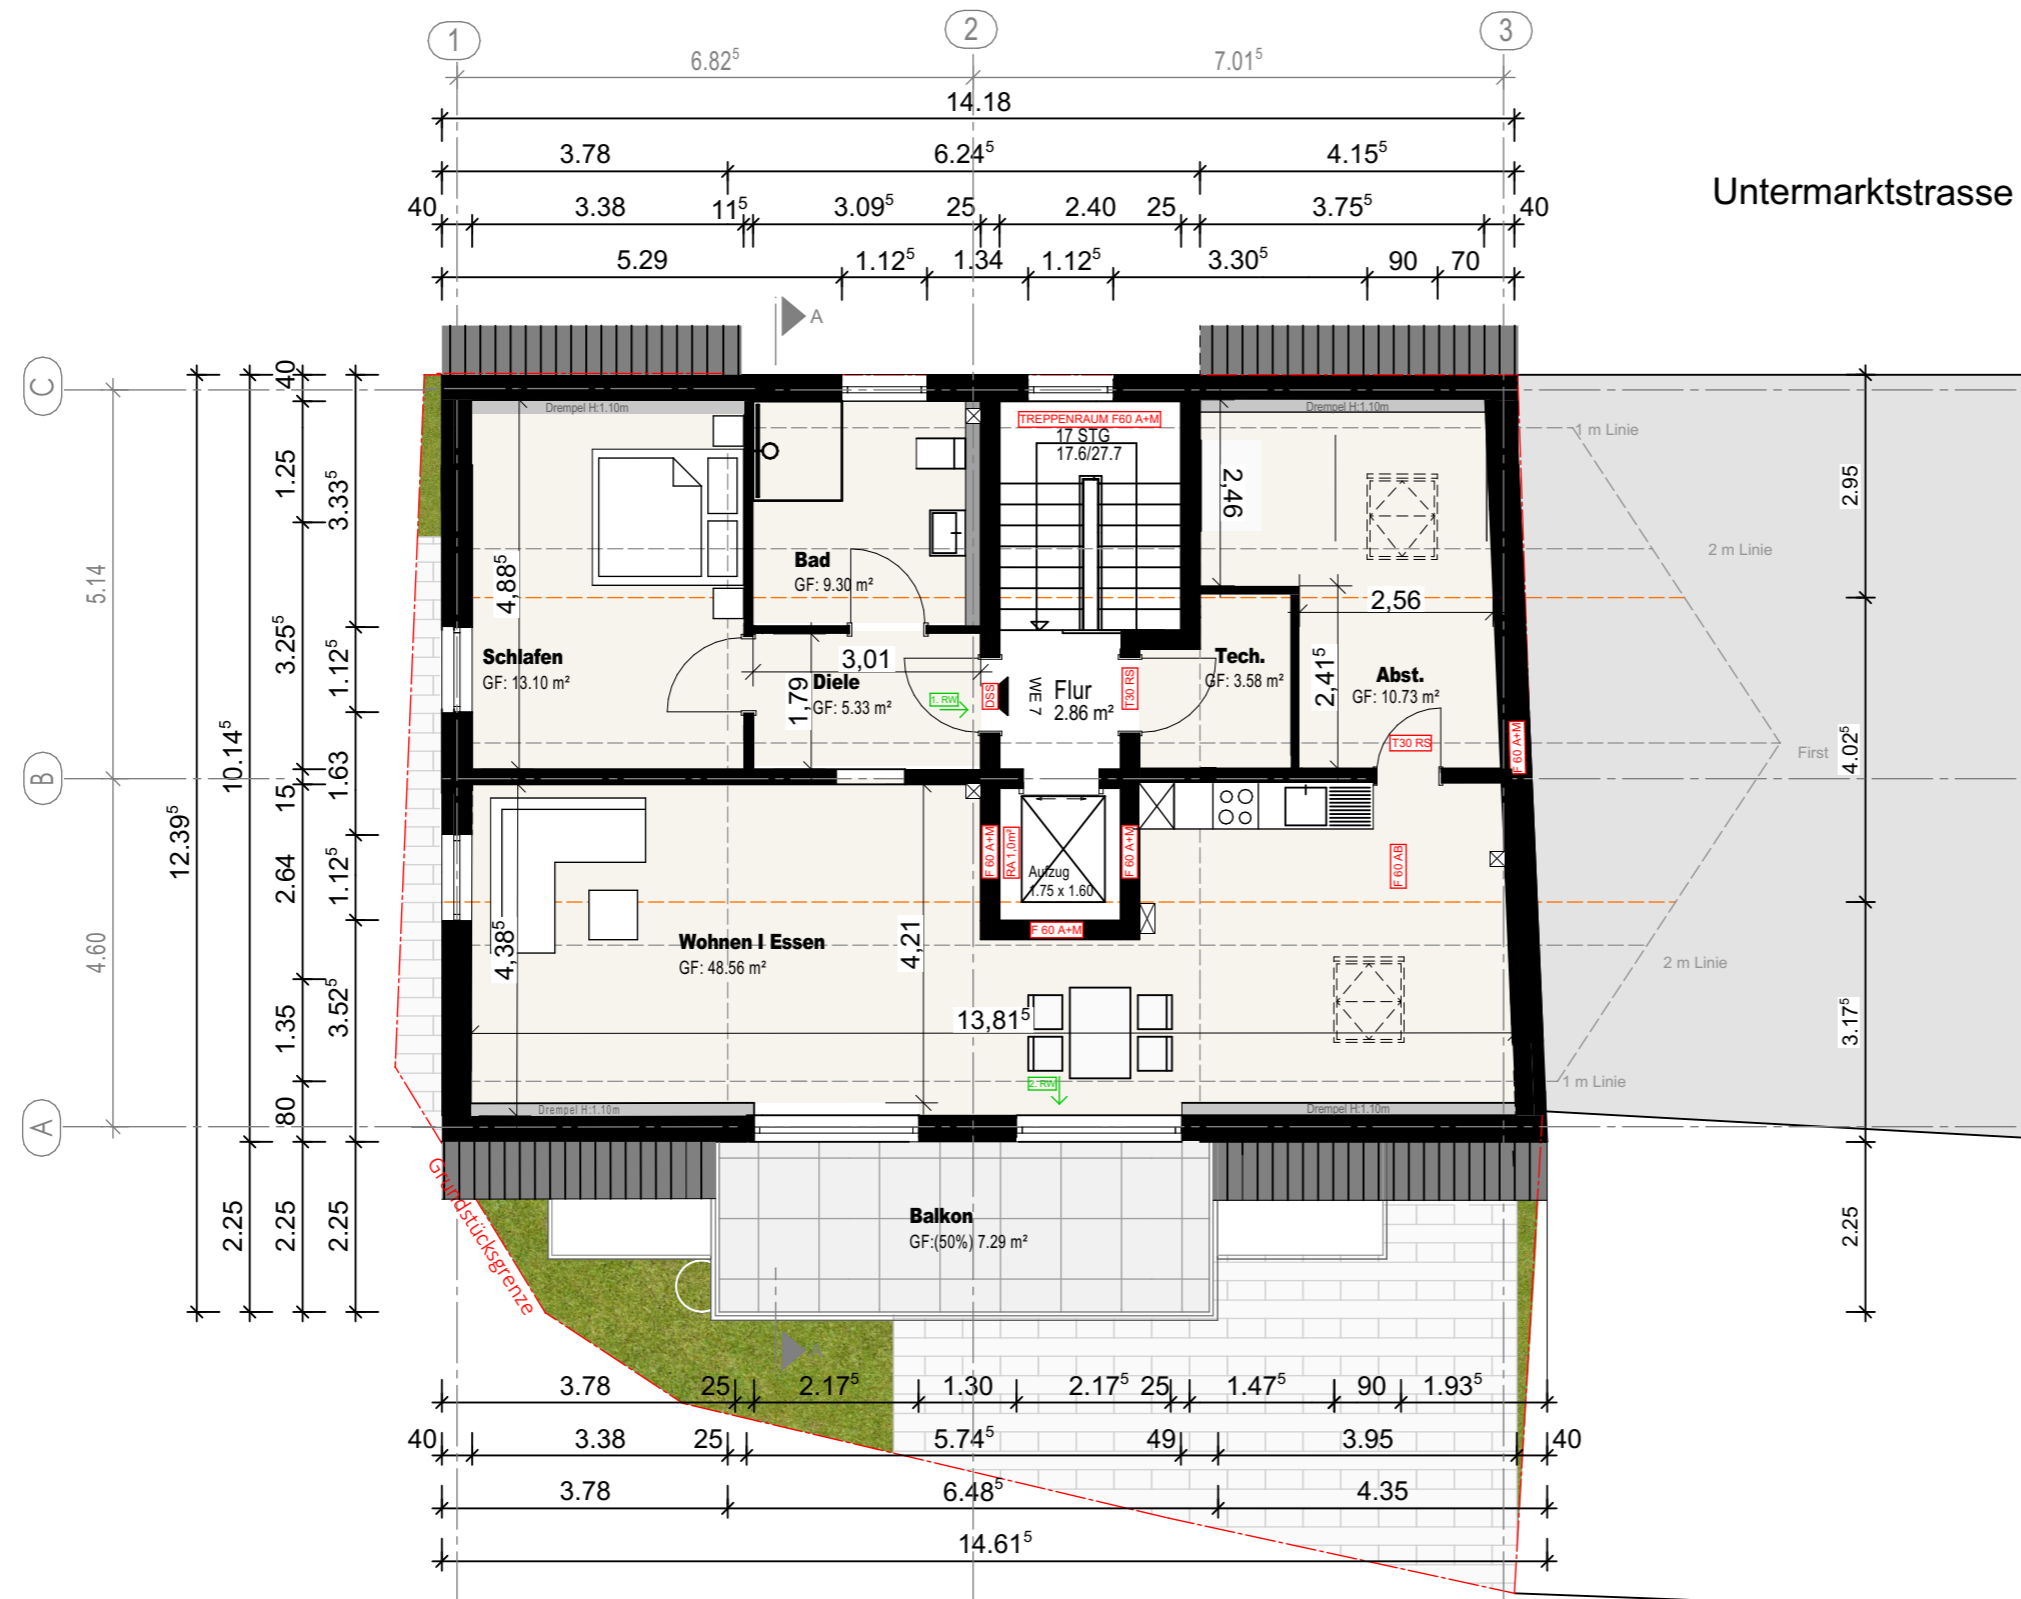 1
2
3
6.82⁵
7.01⁵
14.18
3.78
6.24⁵
4.15⁵
Untermarktstrasse
40
3.38
11⁵
3.09⁵
25
2.40
25
3.75⁵
40
5.29
1.12⁵
1.34
1.12⁵
3.30⁵
90
70
A
C
B
A
5.14
4.60
12.39⁵
10.14⁵
2.25
40
1.25
3.25⁵
15
2.64
1.35
80
2.25
3.33⁵
1.12⁵
1.63
1.12⁵
3.52⁵
2.25
Drempel H:1.10m
TREPPENRAUM F60 A+M
17 STG
17.6/27.7
Drempel H:1.10m
1 m Linie
2,46
2.95
2 m Linie
4,88⁵
Bad
GF: 9.30 m²
2,56
Schlafen
GF: 13.10 m²
3,01
1,79
Diele
GF: 5.33 m²
1. RW
DSS
WE 7
Flur
2.86 m²
T30 RS
Tech.
GF: 3.58 m²
2,41⁵
Abst.
GF: 10.73 m²
T30 RS
F 60 A+M
First
4.02⁵
F 60 A+M
RA 1,0m²
Aufzug
1.75 x 1.60
F 60 A+M
F 60 AB
F 60 A+M
4,38⁵
Wohnen I Essen
GF: 48.56 m²
4,21
2 m Linie
13,81⁵
3.17⁵
2. RW
1 m Linie
Drempel H:1.10m
Drempel H:1.10m
Grundstücksgrenze
Balkon
GF:(50%) 7.29 m²
2.25
A
3.78
25
2.17⁵
1.30
2.17⁵
25
1.47⁵
90
1.93⁵
40
3.38
25
5.74⁵
49
3.95
40
3.78
6.48⁵
4.35
14.61⁵